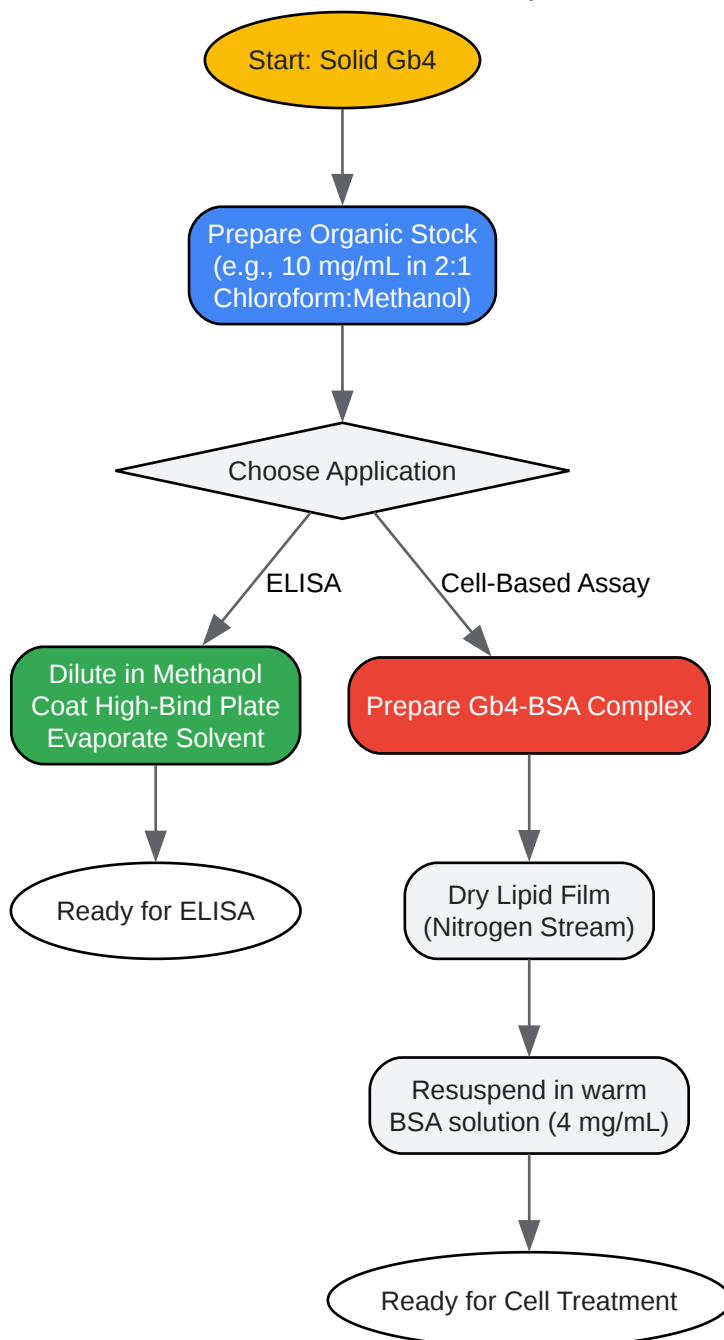 Start: Solid Gb4
Prepare Organic Stock
(e.g., 10 mg/mL in 2:1
Chloroform:Methanol)
Choose Application
ELISA
Cell-Based Assay
Dilute in Methanol
Coat High-Bind Plate
Evaporate Solvent
Prepare Gb4-BSA Complex
Ready for ELISA
Dry Lipid Film
(Nitrogen Stream)
Resuspend in warm
BSA solution (4 mg/mL)
Ready for Cell Treatment